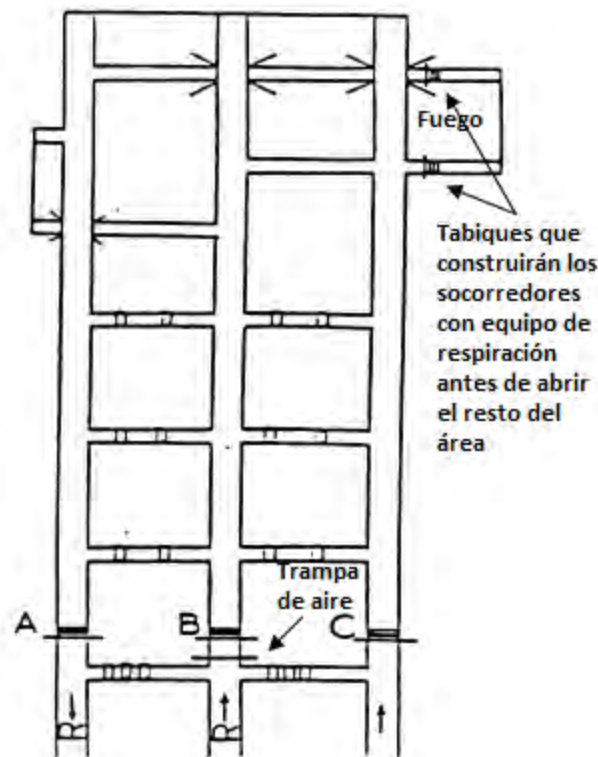 Fuego
Tabiques que
construirán los
socorredores
con equipo de
respiración
antes de abrir
el resto del
área
Trampa
de aire
A
B
C
R
R